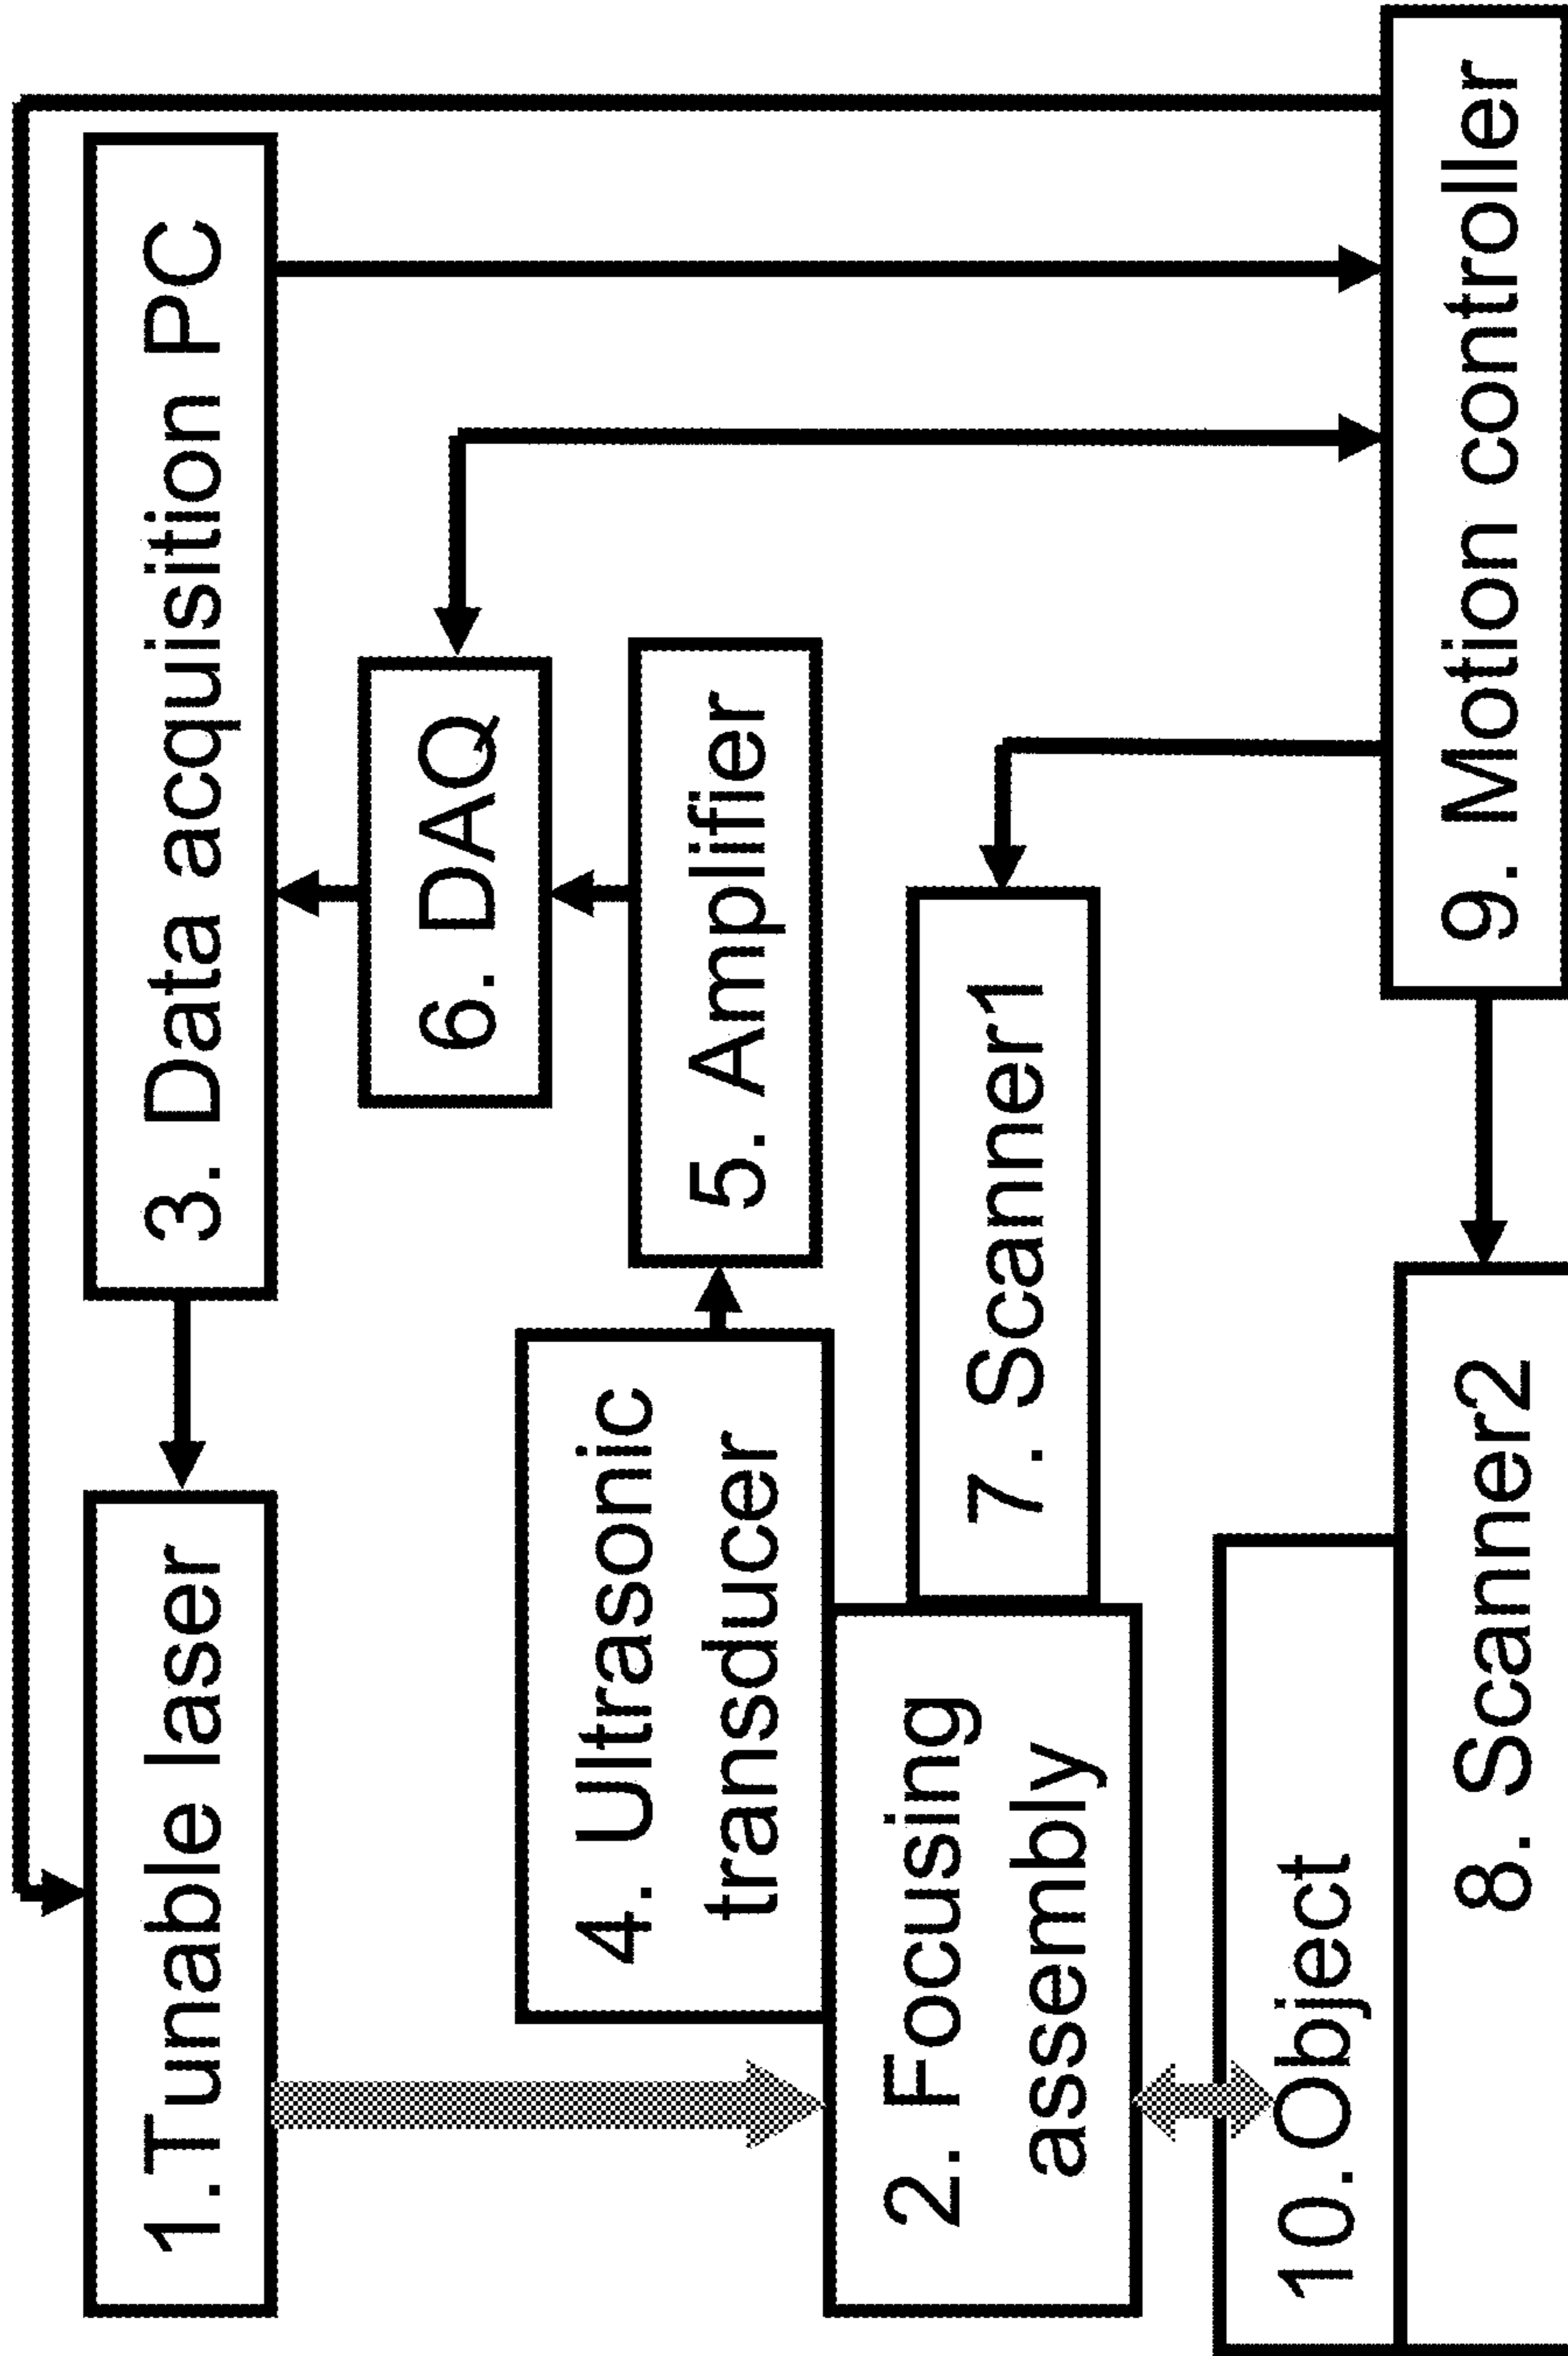 1.Tunable laser
3. Data acquisition PC
6. DAQ
4. Ultrasonic
transducer
5. Amplifier
2. Focusing
assembly
7. Scanner1
10.Object
8. Scanner2
9. Motion controller